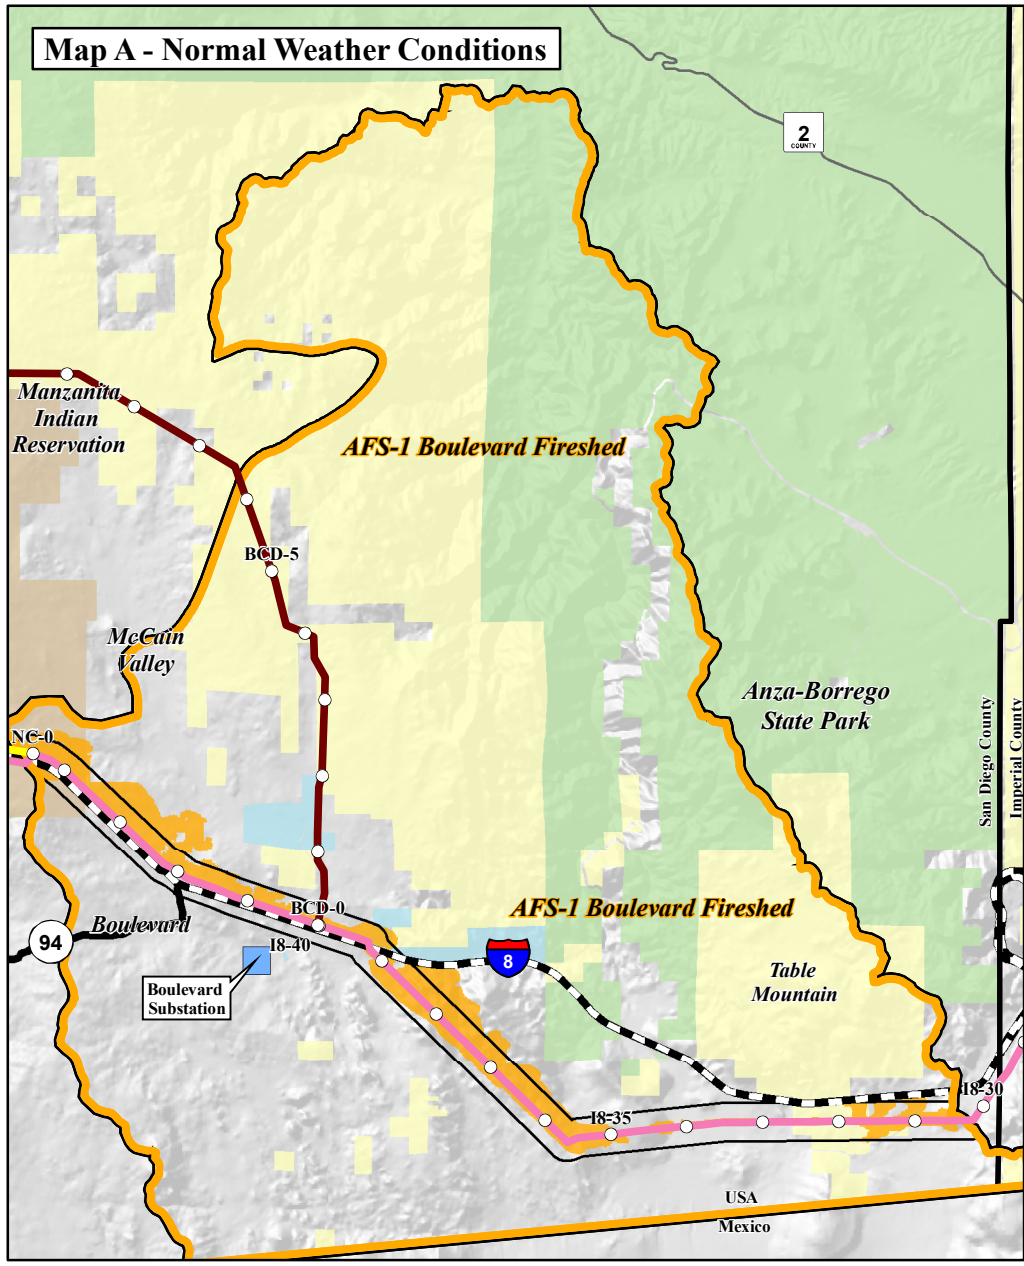 Map A - Normal Weather Conditions
2
COUNTY
Manzanita
Indian
Reservation
AFS-1 Boulevard Fireshed
BCD-5
McCain
Valley
Anza-Borrego
State Park
San Diego County
Imperial County
NC-0
BCD-0
AFS-1 Boulevard Fireshed
Boulevard
94
I8-40
8
Boulevard
Substation
Table
Mountain
I8-30
I8-35
USA
Mexico